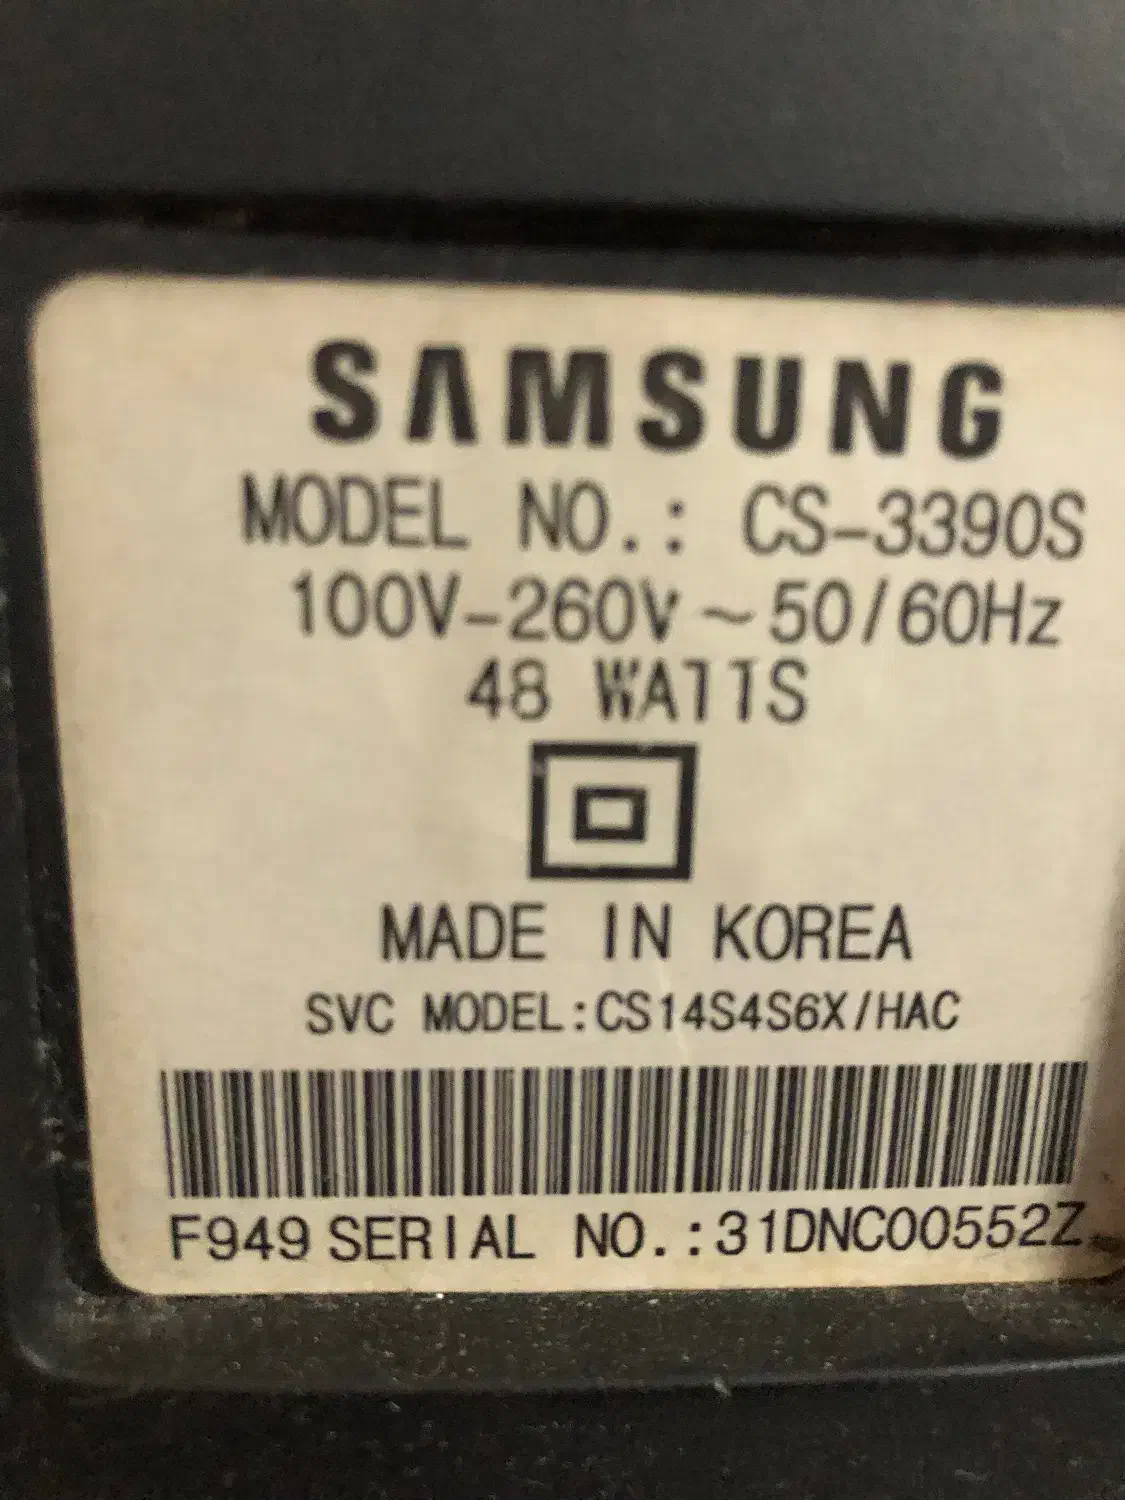 SAMSUNG
MODEL NO.: CS-3390S
100V-260V~50/60Hz
48 WATTS
MADE IN KOREA
SVC MODEL:CS14S4S6X/HAC
F949 SERIAL NO.:31DNC00552Z